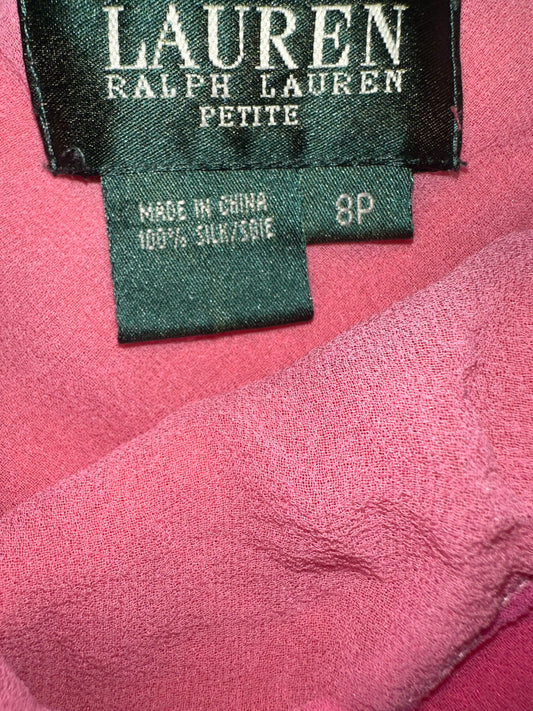 LAUREN
RALPH LAUREN
PETITE
MADE IN CHINA
100% SILK/SOIE
8P